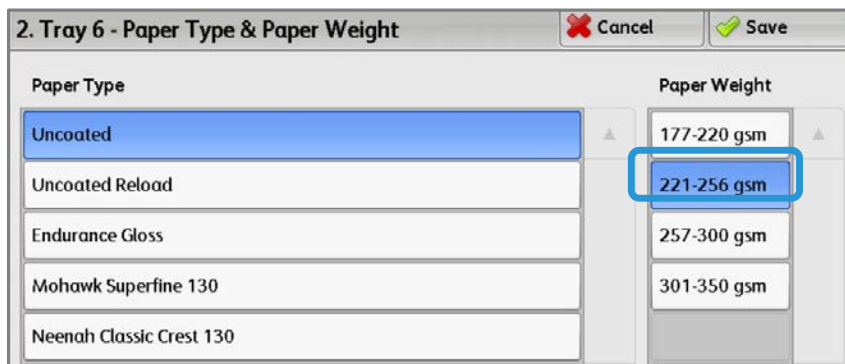 2. Tray 6 - Paper Type & Paper Weight Cancel Save
Paper Type Paper Weight
Uncoated 177-220 gsm
Uncoated Reload 221-256 gsm
Endurance Gloss 257-300 gsm
Mohawk Superfine 130 301-350 gsm
Neenah Classic Crest 130